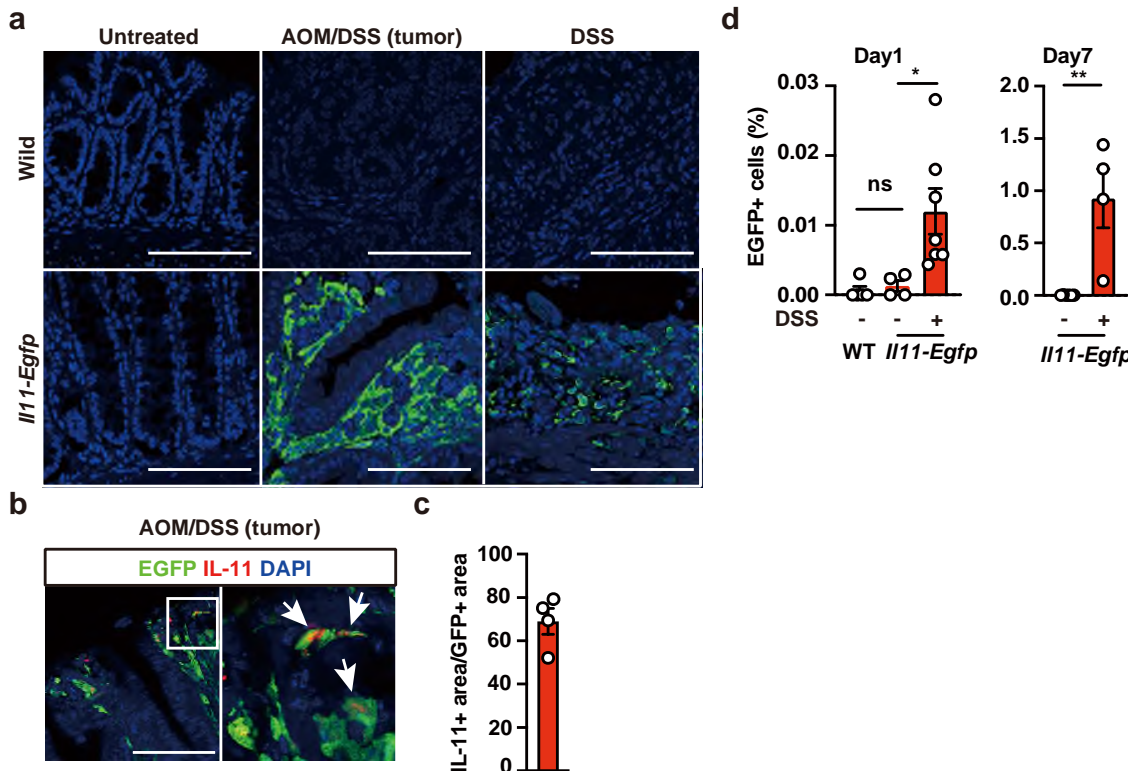 a
Untreated
AOM/DSS (tumor)
DSS
Wild
Il11-Egfp
b
AOM/DSS (tumor)
EGFP IL-11 DAPI
c
IL-11+ area/GFP+ area
100
80
60
40
20
0
d
Day1
EGFP+ cells (%)
0.03
0.02
0.01
0.00
ns
*
DSS - - +
WT Il11-Egfp
Day7
2.0
1.5
1.0
0.5
0.0
**
- +
Il11-Egfp